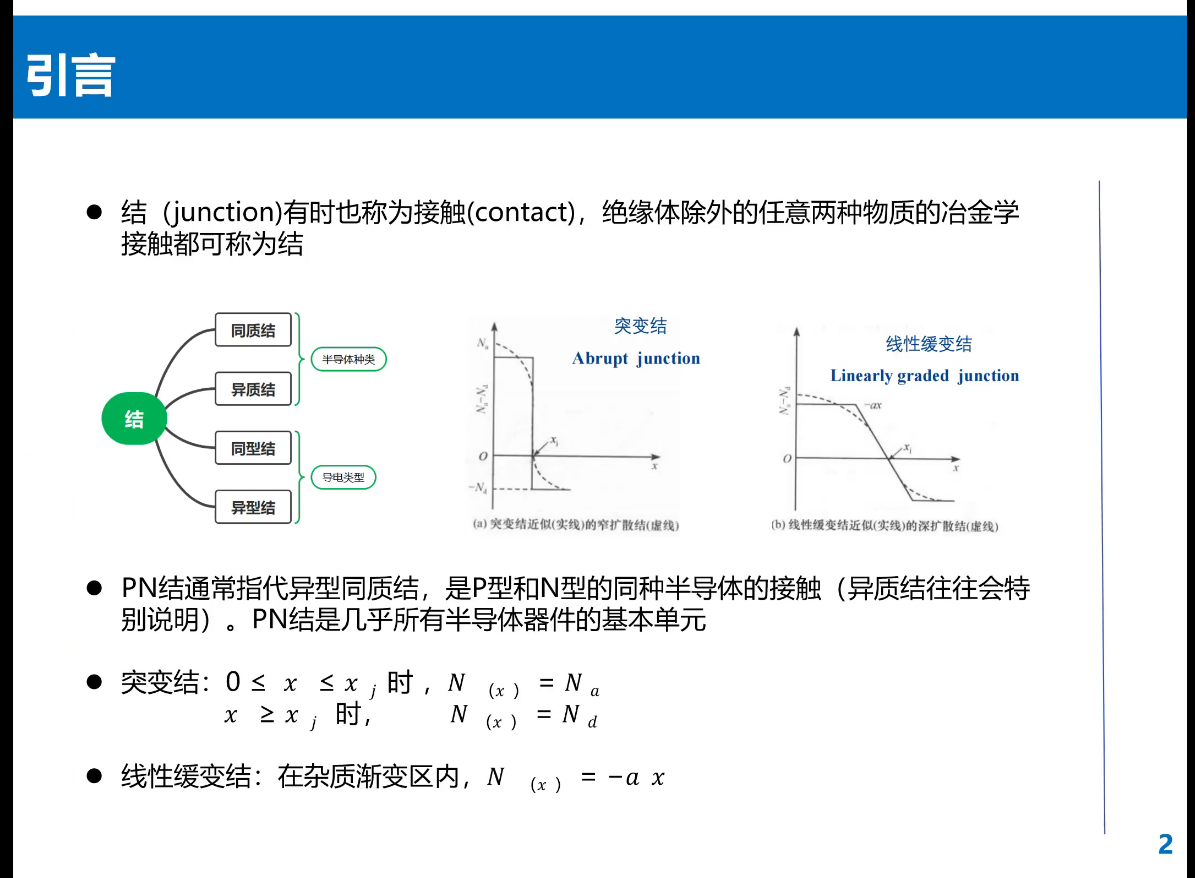 引言
● 结（junction)有时也称为接触(contact)，绝缘体除外的任意两种物质的冶金学
接触都可称为结
结
同质结
异质结
同型结
异型结
半导体种类
导电类型
突变结
Abrupt junction
Nₐ
Nₐ-N_d
O
-N_d
x_j
x
(a) 突变结近似(实线)的窄扩散结(虚线)
线性缓变结
Linearly graded junction
Nₐ-N_d
-ax
O
x_j
x
(b) 线性缓变结近似(实线)的深扩散结(虚线)
● PN结通常指代异型同质结，是P型和N型的同种半导体的接触（异质结往往会特
别说明）。PN结是几乎所有半导体器件的基本单元
● 突变结：0 ≤ x ≤ x_j 时，N（x）= N_a
x ≥ x_j 时， N（x）= N_d
● 线性缓变结：在杂质渐变区内，N（x）= −a x
2